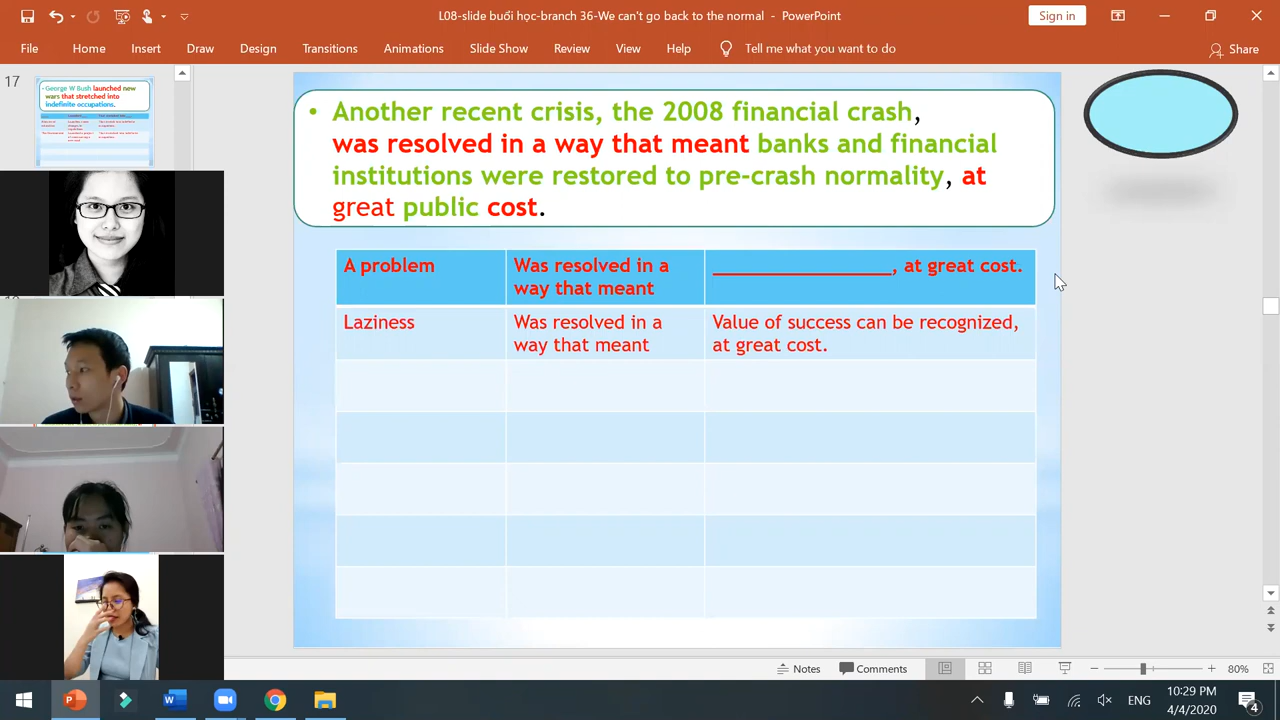 L08-slide buổi học-branch 36-We can't go back to the normal - PowerPoint
Sign in
File Home Insert Draw Design Transitions Animations Slide Show Review View Help Tell me what you want to do Share
17
George W Bush launched new
wars that stretched into
indefinite occupations.
• Another recent crisis, the 2008 financial crash,
was resolved in a way that meant banks and financial
institutions were restored to pre-crash normality, at
great public cost.
A problem
Was resolved in a
way that meant
____________________, at great cost.
Laziness
Was resolved in a
way that meant
Value of success can be recognized,
at great cost.
Notes Comments 80%
ENG
10:29 PM
4/4/2020
4